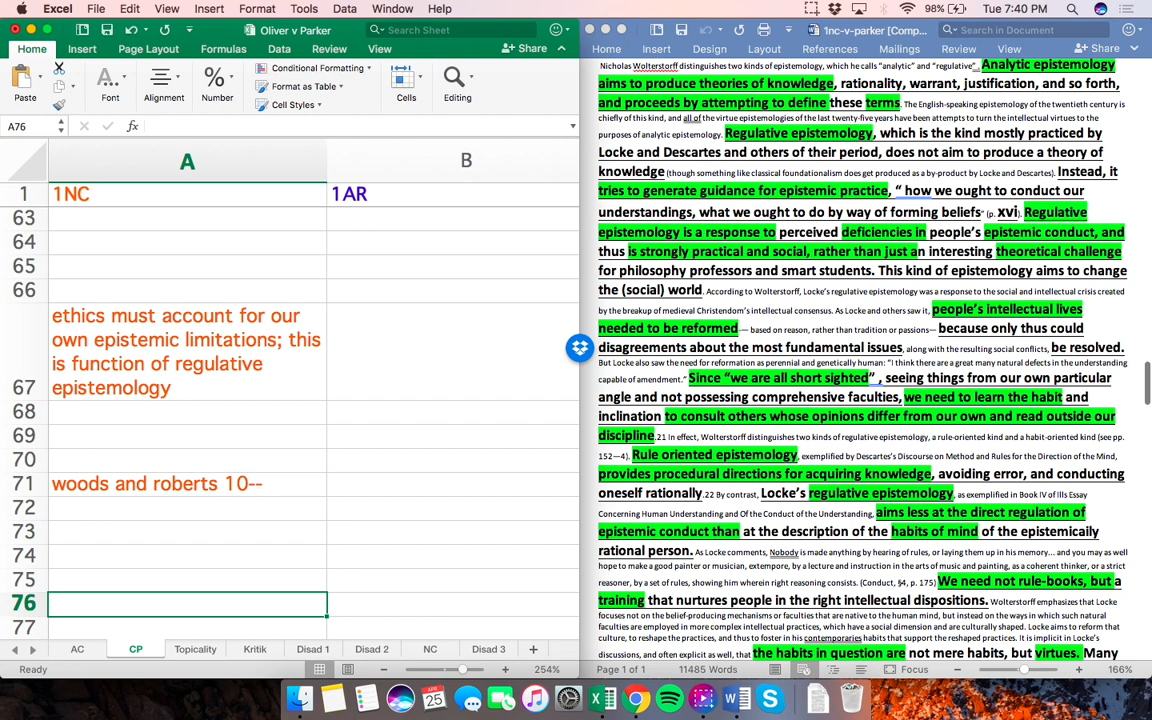 Excel File Edit View Insert Format Tools Data Window Help 98% Tue 7:40 PM
Oliver v Parker Search Sheet
Home Insert Page Layout Formulas Data Review View Share
Paste Font Alignment Number Conditional Formatting Format as Table Cell Styles Cells Editing
A76 fx
A B
1 1NC 1AR
63
64
65
66
ethics must account for our
own epistemic limitations; this
is function of regulative
67 epistemology
68
69
70
71 woods and roberts 10--
72
73
74
75
76
77
AC CP Topicality Kritik Disad 1 Disad 2 NC Disad 3 +
Ready 254%
1nc-v-parker [Comp... Search in Document
Home Insert Design Layout References Mailings Review View Share
Nicholas Wolterstorff distinguishes two kinds of epistemology, which he calls "analytic" and "regulative". Analytic epistemology
aims to produce theories of knowledge, rationality, warrant, justification, and so forth,
and proceeds by attempting to define these terms. The English-speaking epistemology of the twentieth century is
chiefly of this kind, and all of the virtue epistemologies of the last twenty-five years have been attempts to turn the intellectual virtues to the
purposes of analytic epistemology. Regulative epistemology, which is the kind mostly practiced by
Locke and Descartes and others of their period, does not aim to produce a theory of
knowledge (though something like classical foundationalism does get produced as a by-product by Locke and Descartes). Instead, it
tries to generate guidance for epistemic practice, " how we ought to conduct our
understandings, what we ought to do by way of forming beliefs" (p. xvi). Regulative
epistemology is a response to perceived deficiencies in people's epistemic conduct, and
thus is strongly practical and social, rather than just an interesting theoretical challenge
for philosophy professors and smart students. This kind of epistemology aims to change
the (social) world. According to Wolterstorff, Locke's regulative epistemology was a response to the social and intellectual crisis created
by the breakup of medieval Christendom's intellectual consensus. As Locke and others saw it, people's intellectual lives
needed to be reformed— based on reason, rather than tradition or passions— because only thus could
disagreements about the most fundamental issues, along with the resulting social conflicts, be resolved.
But Locke also saw the need for reformation as perennial and genetically human: "I think there are a great many natural defects in the understanding
capable of amendment." Since "we are all short sighted" , seeing things from our own particular
angle and not possessing comprehensive faculties, we need to learn the habit and
inclination to consult others whose opinions differ from our own and read outside our
discipline.21 In effect, Wolterstorff distinguishes two kinds of regulative epistemology, a rule-oriented kind and a habit-oriented kind (see pp.
152—4). Rule oriented epistemology, exemplified by Descartes's Discourse on Method and Rules for the Direction of the Mind,
provides procedural directions for acquiring knowledge, avoiding error, and conducting
oneself rationally.22 By contrast, Locke's regulative epistemology, as exemplified in Book IV of Ills Essay
Concerning Human Understanding and Of the Conduct of the Understanding, aims less at the direct regulation of
epistemic conduct than at the description of the habits of mind of the epistemically
rational person. As Locke comments, Nobody is made anything by hearing of rules, or laying them up in his memory... and you may as well
hope to make a good painter or musician, extempore, by a lecture and instruction in the arts of music and painting, as a coherent thinker, or a strict
reasoner, by a set of rules, showing him wherein right reasoning consists. (Conduct, §4, p. 175) We need not rule-books, but a
training that nurtures people in the right intellectual dispositions. Wolterstorff emphasizes that Locke
focuses not on the belief-producing mechanisms or faculties that are native to the human mind, but instead on the ways in which such natural
faculties are employed in more complex intellectual practices, which have a social dimension and are culturally shaped. Locke aims to reform that
culture, to reshape the practices, and thus to foster in his contemporaries habits that support the reshaped practices. It is implicit in Locke's
discussions, and often explicit as well, that the habits in question are not mere habits, but virtues. Many
Page 1 of 1 11485 Words Focus 166%
APR
25